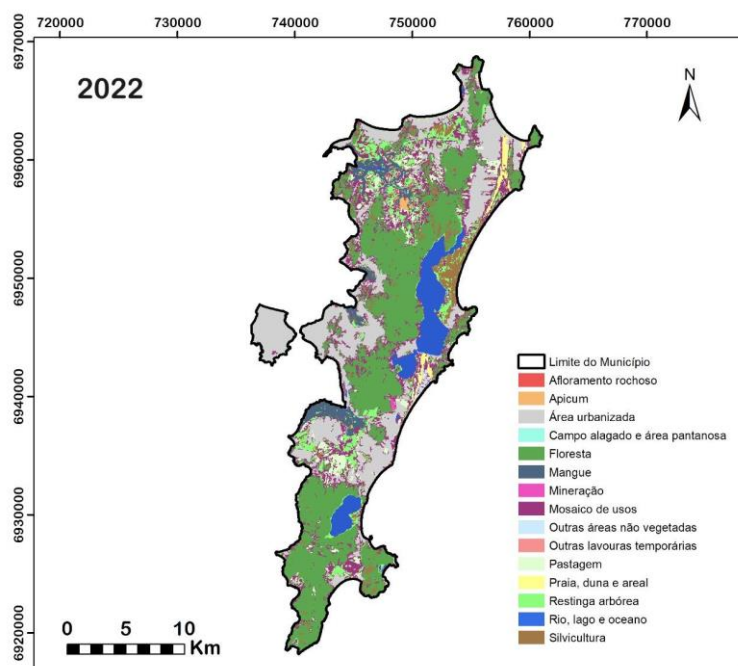 720000 730000 740000 750000 760000 770000
6970000
2022
N
6960000
6950000
6940000
6930000
6920000
Limite do Município
Afloramento rochoso
Apicum
Área urbanizada
Campo alagado e área pantanosa
Floresta
Mangue
Mineração
Mosaico de usos
Outras áreas não vegetadas
Outras lavouras temporárias
Pastagem
Praia, duna e areal
Restinga arbórea
Rio, lago e oceano
Silvicultura
0 5 10
Km